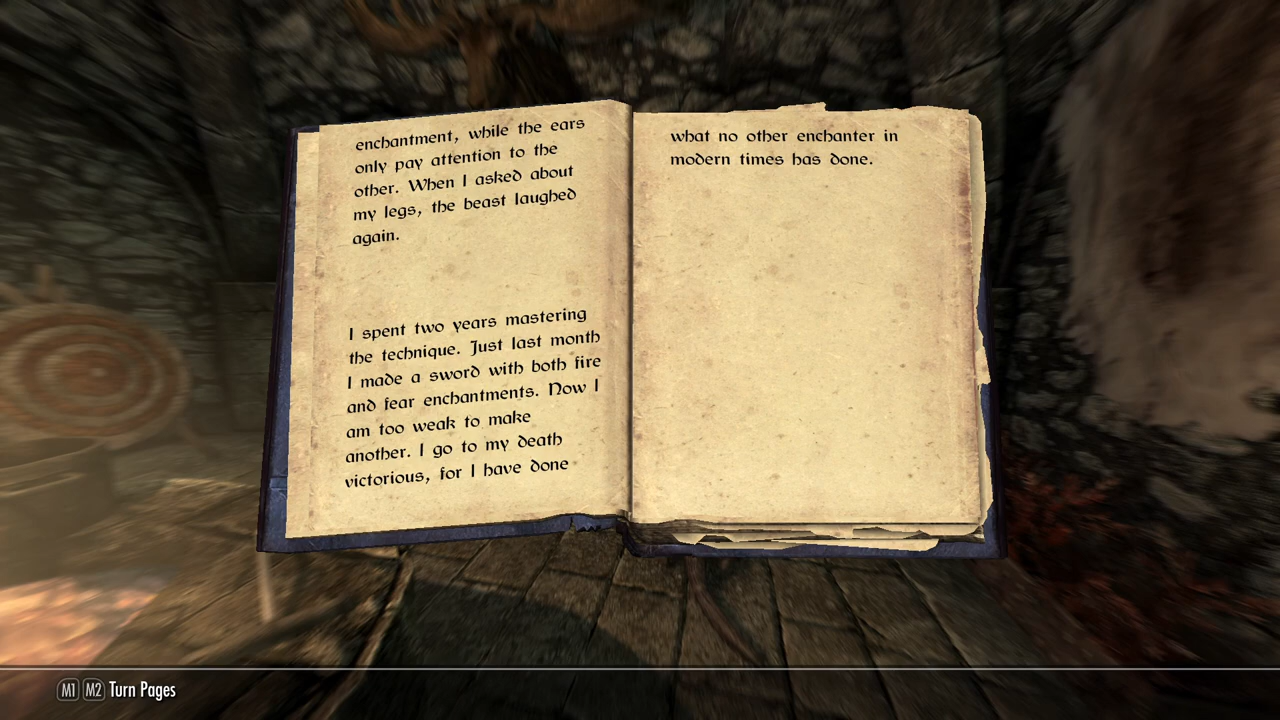 enchantment, while the ears
only pay attention to the
other. When I asked about
my legs, the beast laughed
again.
I spent two years mastering
the technique. Just last month
I made a sword with both fire
and fear enchantments. Now I
am too weak to make
another. I go to my death
victorious, for I have done
what no other enchanter in
modern times has done.
M1 M2 Turn Pages